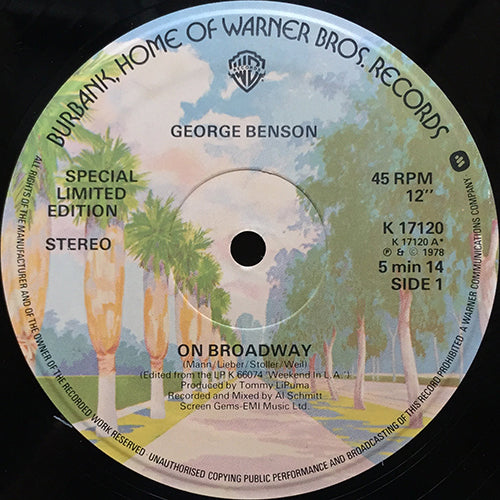 BURBANK, HOME OF WARNER BROS. RECORDS
RECORDS
GEORGE BENSON
SPECIAL
LIMITED
EDITION
STEREO
45 RPM
12''
K 17120
K 17120 A*
℗ & © 1978
5 min 14
SIDE 1
ON BROADWAY
(Mann/Lieber/Stoller/Weil)
(Edited from the LP K 66074 "Weekend In L.A.")
Produced by Tommy LiPuma
Recorded and Mixed by Al Schmitt
Screen Gems-EMI Music Ltd.
ALL RIGHTS OF THE MANUFACTURER AND OF THE OWNER OF THE RECORDED WORK RESERVED UNAUTHORISED COPYING PUBLIC PERFORMANCE AND BROADCASTING OF THIS RECORD PROHIBITED A WARNER COMMUNICATIONS COMPANY